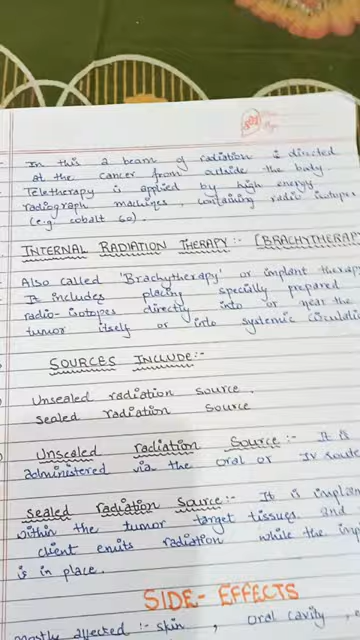 In this a beam of radiation is directed
at the cancer from outside the body.
Teletherapy is applied by high energy
radiograph machines, containing radio isotopes
(e.g. cobalt 60).
INTERNAL RADIATION THERAPY:- [BRACHYTHERAPY
Also called 'Brachytherapy' or implant therap
It includes placing specially prepared
radio-isotopes directly into or near the
tumor itself or into systemic circulati
SOURCES INCLUDE:-
Unsealed radiation source.
sealed radiation source
Unsealed radiation Source:- It is
administered via the oral or IV route
sealed radiation Source:- It is implan
within the tumor target tissues and
client emits radiation while the imp
is in place.
SIDE-EFFECTS
mostly affected:- skin, oral cavity,